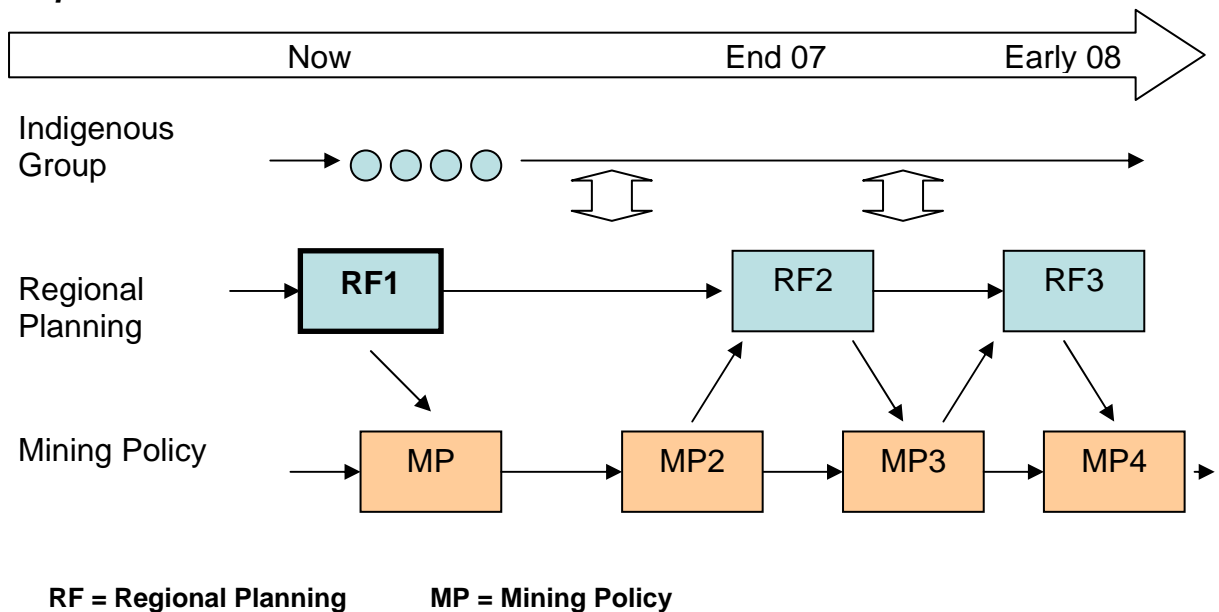 Now End 07 Early 08
Indigenous
Group
RF1 RF2 RF3
Regional
Planning
Mining Policy
MP MP2 MP3 MP4
RF = Regional Planning MP = Mining Policy